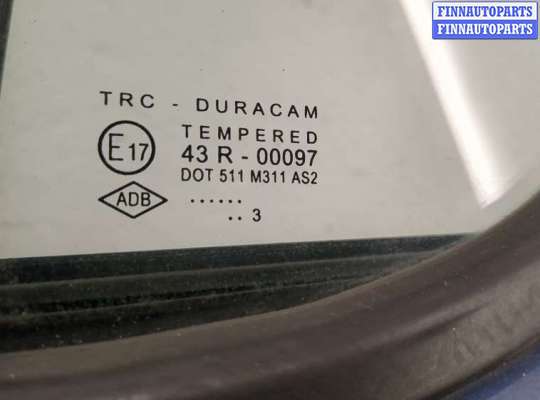 FINNAUTOPARTS
FINNAUTOPARTS
TRC - DURACAM
TEMPERED
E17 43 R - 00097
DOT 511 M311 AS2
ADB ......
.. 3